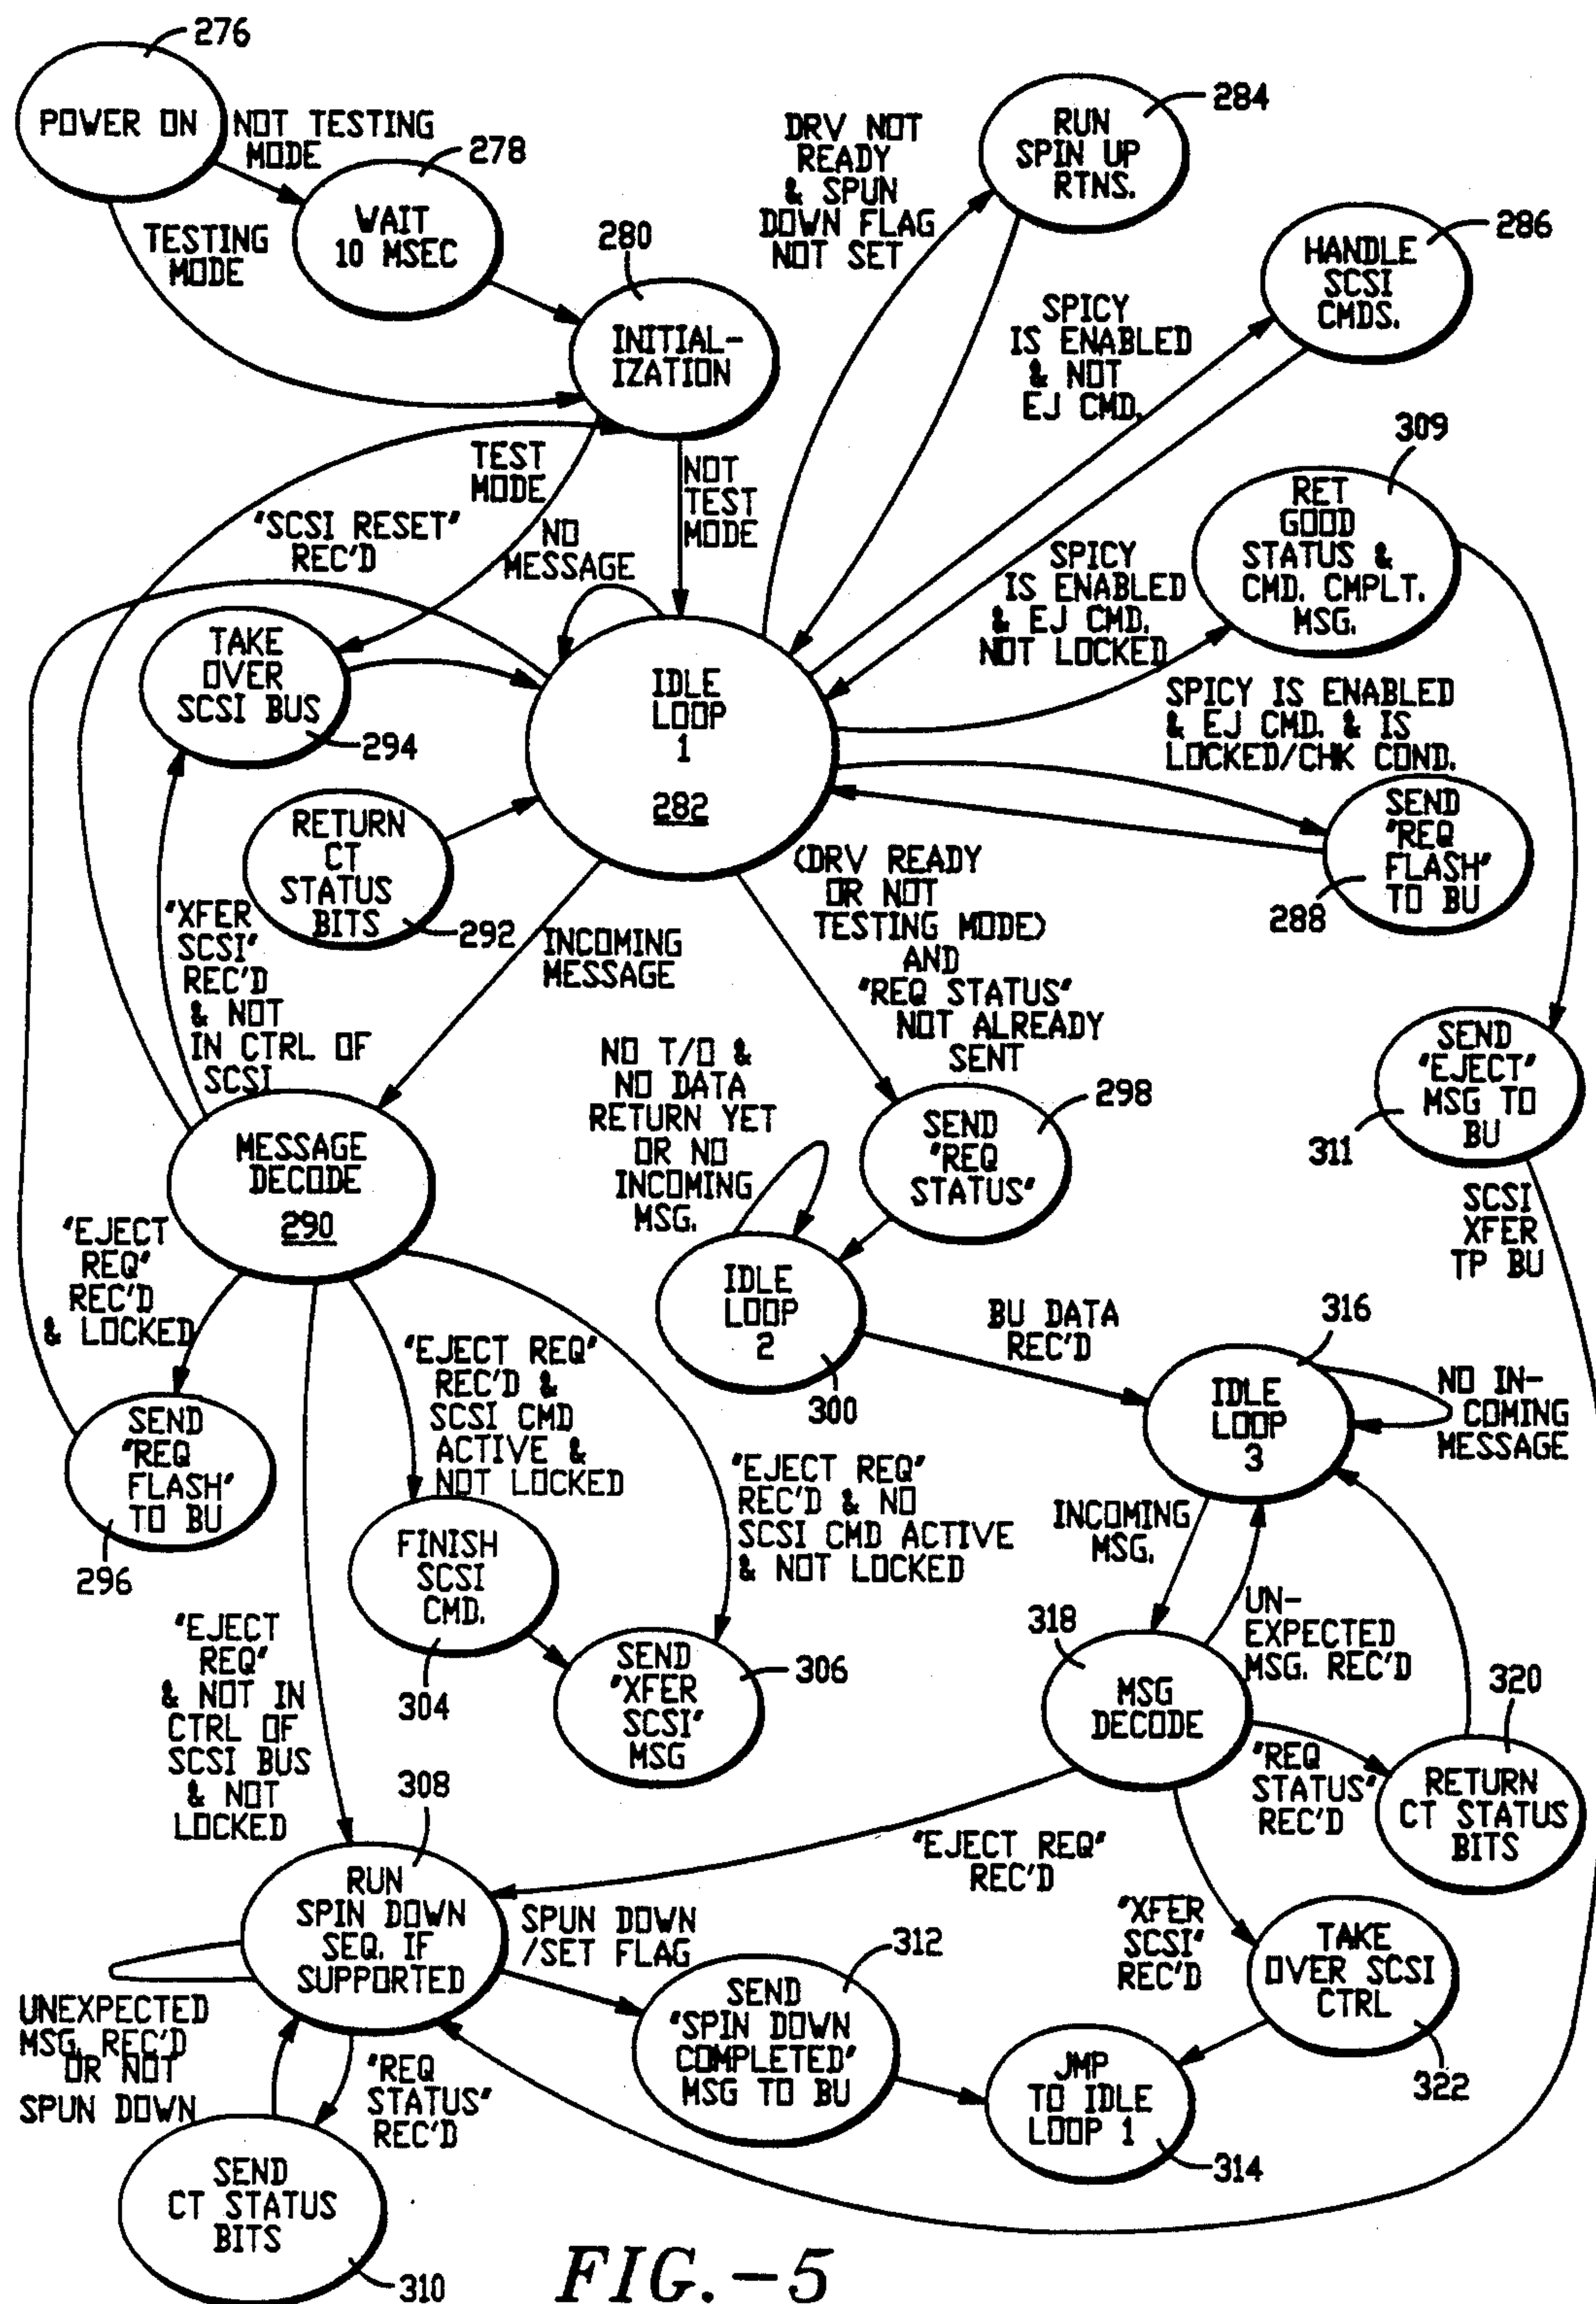 276
POWER ON
NOT TESTING
MODE
278
WAIT
10 MSEC
TESTING
MODE
280
INITIAL-
IZATION
DRV NOT
READY
& SPUN
DOWN FLAG
NOT SET
RUN
SPIN UP
RTNS.
284
HANDLE
SCSI
CMDS.
286
SPICY
IS ENABLED
& NOT
EJ CMD.
309
RET
GOOD
STATUS &
CMD. CMPLT.
MSG.
TEST
MODE
NOT
TEST
MODE
"SCSI RESET"
REC'D
NO
MESSAGE
SPICY
IS ENABLED
& EJ CMD.
NOT LOCKED
TAKE
OVER
SCSI BUS
294
IDLE
LOOP
1
282
SPICY IS ENABLED
& EJ CMD. & IS
LOCKED/CHK COND.
SEND
"REQ
FLASH"
TO BU
288
RETURN
CT
STATUS
BITS
292
"XFER
SCSI"
REC'D
& NOT
IN CTRL OF
SCSI
INCOMING
MESSAGE
(DRV READY
OR NOT
TESTING MODE)
AND
"REQ STATUS"
NOT ALREADY
SENT
SEND
"EJECT"
MSG TO
BU
311
SCSI
XFER
TP BU
NO T/O &
NO DATA
RETURN YET
OR NO
INCOMING
MSG.
SEND
"REQ
STATUS"
298
MESSAGE
DECODE
290
"EJECT
REQ"
REC'D
& LOCKED
IDLE
LOOP
2
300
BU DATA
REC'D
316
IDLE
LOOP
3
NO IN-
COMING
MESSAGE
SEND
"REQ
FLASH"
TO BU
296
"EJECT REQ"
REC'D &
SCSI CMD
ACTIVE &
NOT LOCKED
"EJECT REQ"
REC'D & NO
SCSI CMD ACTIVE
& NOT LOCKED
FINISH
SCSI
CMD.
304
SEND
"XFER
SCSI"
MSG
306
INCOMING
MSG.
UN-
EXPECTED
MSG. REC'D
318
MSG
DECODE
320
RETURN
CT STATUS
BITS
"REQ
STATUS"
REC'D
"EJECT
REQ"
& NOT IN
CTRL OF
SCSI BUS
& NOT
LOCKED
308
RUN
SPIN DOWN
SEQ. IF
SUPPORTED
"EJECT REQ"
REC'D
"XFER
SCSI"
REC'D
TAKE
OVER SCSI
CTRL
322
SPUN DOWN
/SET FLAG
312
SEND
"SPIN DOWN
COMPLETED"
MSG TO BU
JMP
TO IDLE
LOOP 1
314
UNEXPECTED
MSG. REC'D
OR NOT
SPUN DOWN
"REQ
STATUS"
REC'D
SEND
CT STATUS
BITS
310
FIG.-5